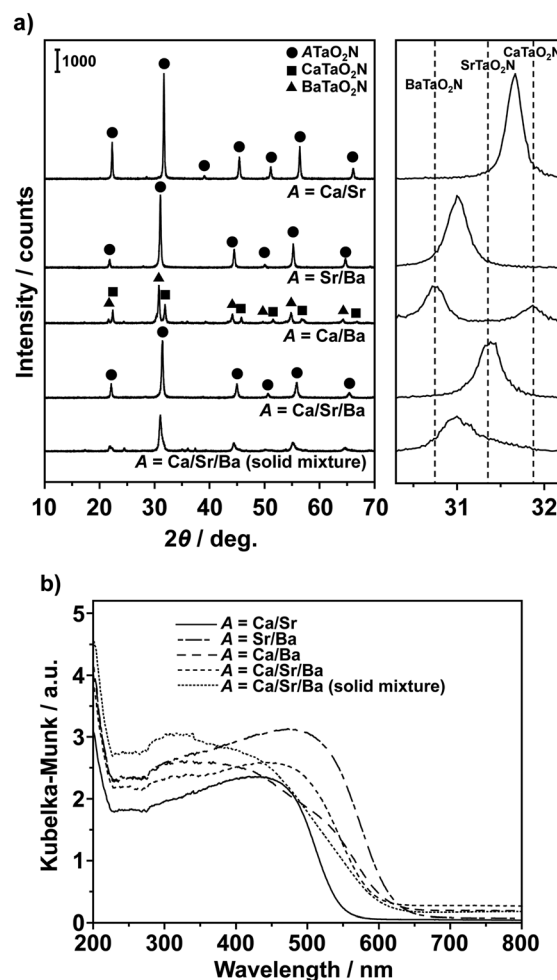 a)
1000
● ATaO₂N
■ CaTaO₂N
▲ BaTaO₂N
A = Ca/Sr
A = Sr/Ba
A = Ca/Ba
A = Ca/Sr/Ba
A = Ca/Sr/Ba (solid mixture)
Intensity / counts
10 20 30 40 50 60 70
2θ / deg.
CaTaO₂N
SrTaO₂N
BaTaO₂N
31 32
b)
A = Ca/Sr
A = Sr/Ba
A = Ca/Ba
A = Ca/Sr/Ba
A = Ca/Sr/Ba (solid mixture)
Kubelka-Munk / a.u.
5
4
3
2
1
0
200 300 400 500 600 700 800
Wavelength / nm